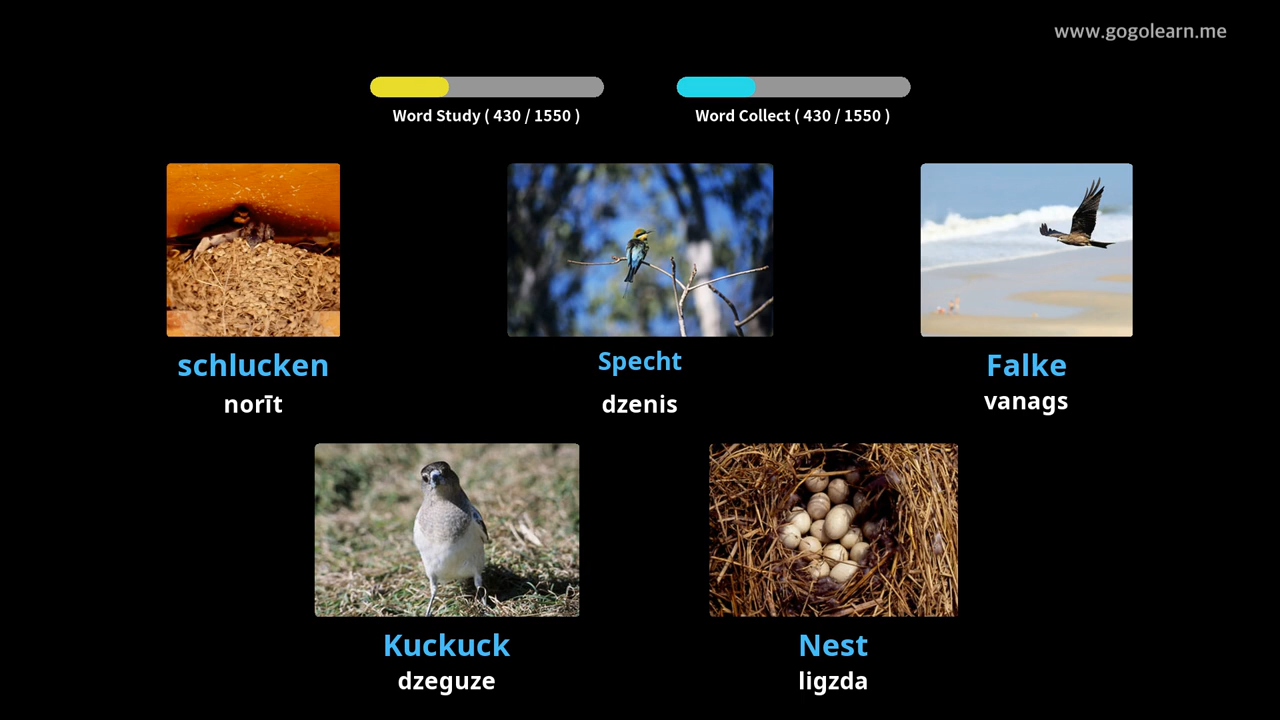 www.gogolearn.me
Word Study ( 430 / 1550 )
Word Collect ( 430 / 1550 )
schlucken
norīt
Specht
dzenis
Falke
vanags
Kuckuck
dzeguze
Nest
ligzda